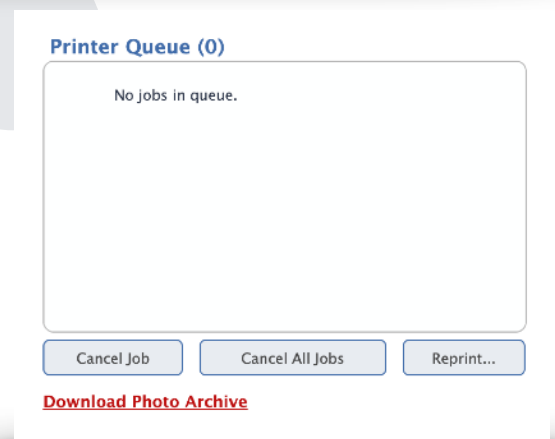 Printer Queue (0)
No jobs in queue.
Cancel Job
Cancel All Jobs
Reprint...
Download Photo Archive